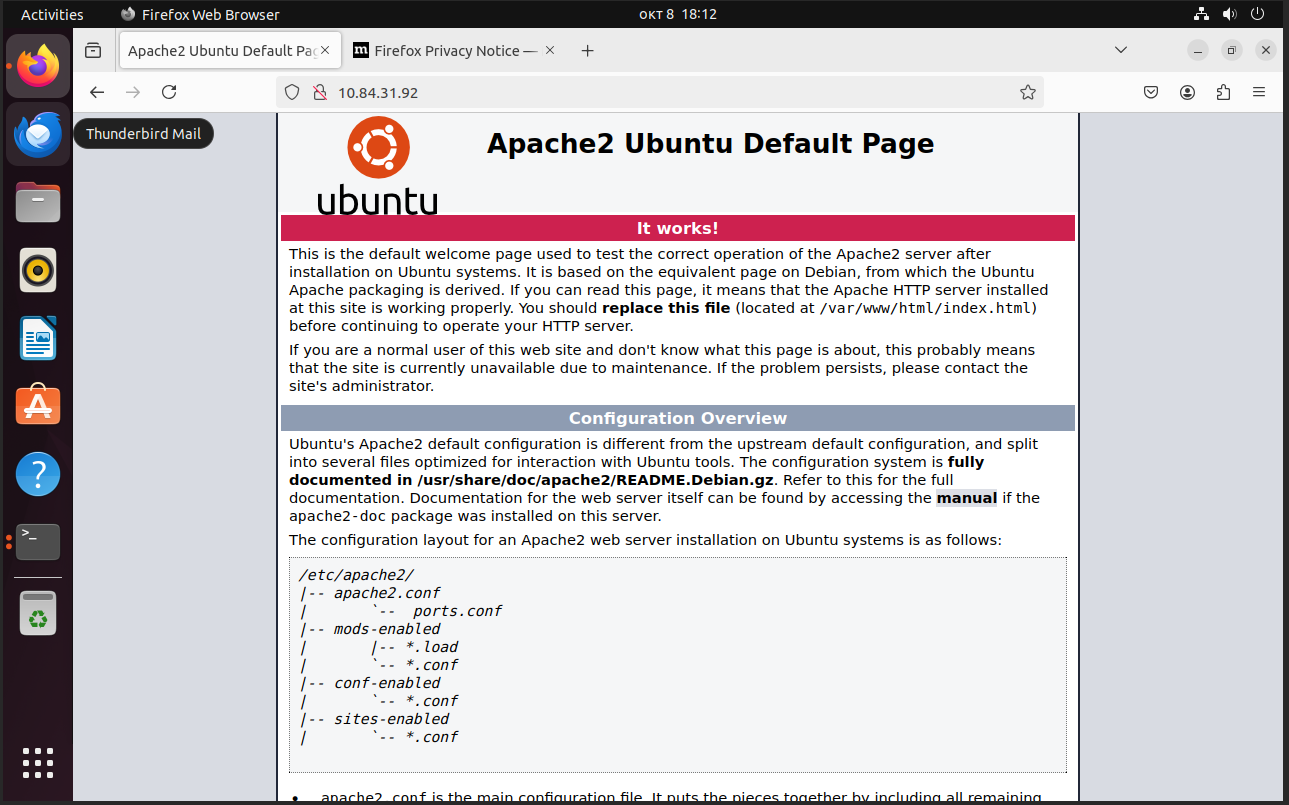 Activities
Firefox Web Browser
окт 8 18:12
Apache2 Ubuntu Default Pag
Firefox Privacy Notice —
10.84.31.92
Thunderbird Mail
ubuntu
Apache2 Ubuntu Default Page
It works!
This is the default welcome page used to test the correct operation of the Apache2 server after
installation on Ubuntu systems. It is based on the equivalent page on Debian, from which the Ubuntu
Apache packaging is derived. If you can read this page, it means that the Apache HTTP server installed
at this site is working properly. You should replace this file (located at /var/www/html/index.html)
before continuing to operate your HTTP server.
If you are a normal user of this web site and don't know what this page is about, this probably means
that the site is currently unavailable due to maintenance. If the problem persists, please contact the
site's administrator.
Configuration Overview
Ubuntu's Apache2 default configuration is different from the upstream default configuration, and split
into several files optimized for interaction with Ubuntu tools. The configuration system is fully
documented in /usr/share/doc/apache2/README.Debian.gz. Refer to this for the full
documentation. Documentation for the web server itself can be found by accessing the manual if the
apache2-doc package was installed on this server.
The configuration layout for an Apache2 web server installation on Ubuntu systems is as follows:
/etc/apache2/
|-- apache2.conf
|       `--  ports.conf
|-- mods-enabled
|       |-- *.load
|       `-- *.conf
|-- conf-enabled
|       `-- *.conf
|-- sites-enabled
|       `-- *.conf
• apache2.conf is the main configuration file. It puts the pieces together by including all remaining